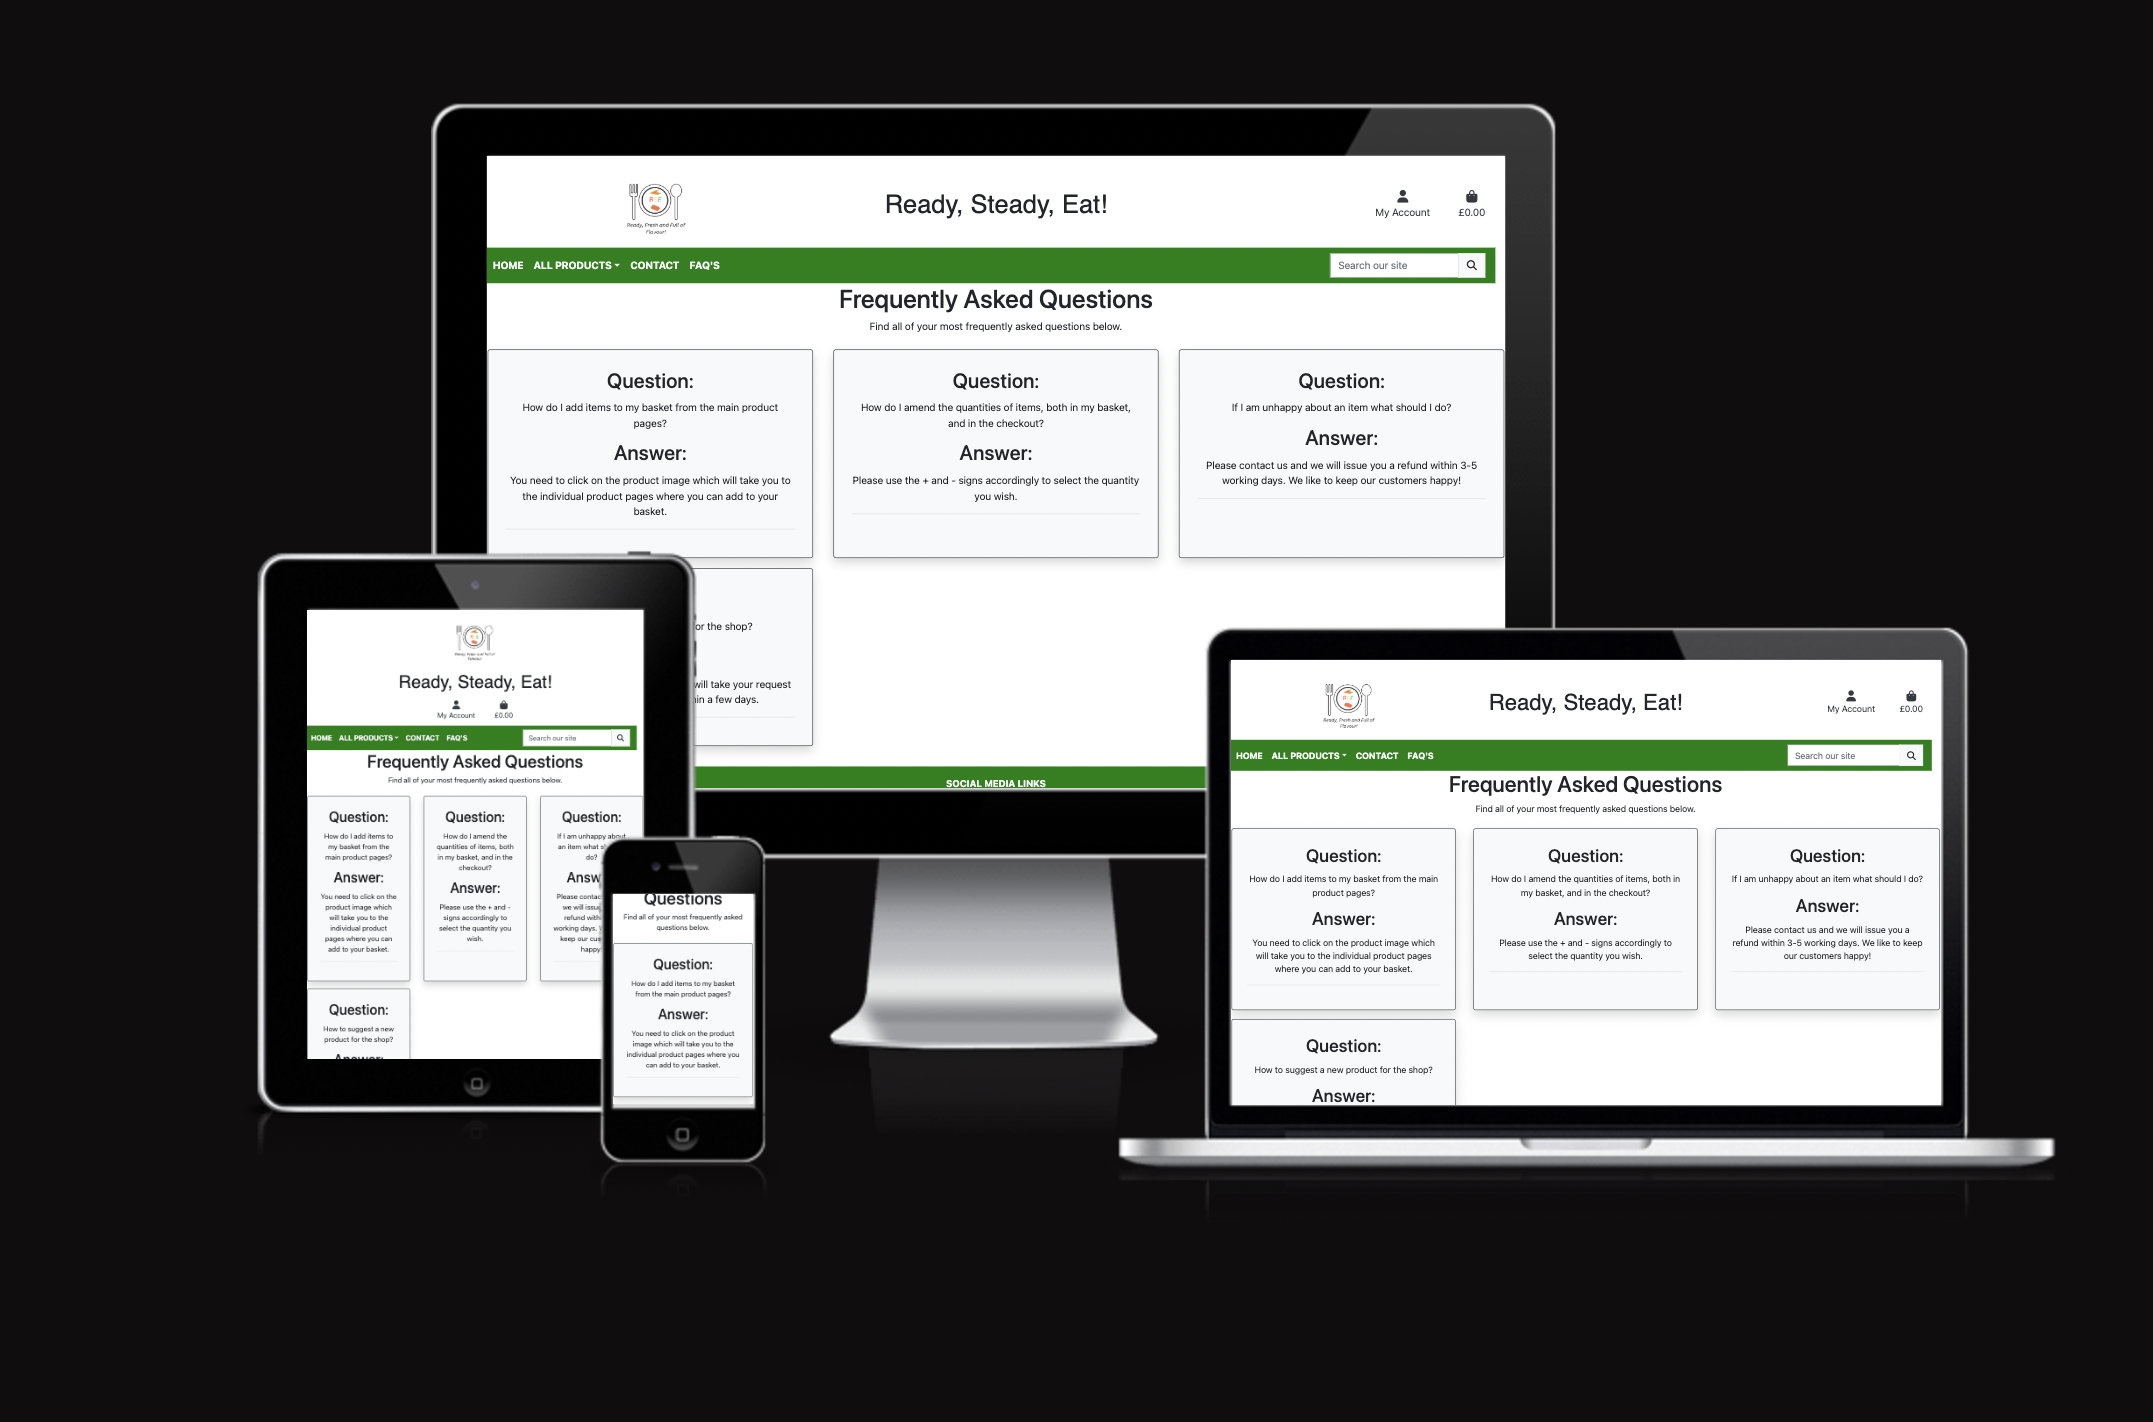 Ready, Fresh and Full of
Flavour!
Ready, Steady, Eat!
My Account
£0.00
HOME ALL PRODUCTS CONTACT FAQ'S
Search our site
Frequently Asked Questions
Find all of your most frequently asked questions below.
Question:
How do I add items to my basket from the main product
pages?
Answer:
You need to click on the product image which will take you to
the individual product pages where you can add to your
basket.
Question:
How do I amend the quantities of items, both in my basket,
and in the checkout?
Answer:
Please use the + and - signs accordingly to select the quantity
you wish.
Question:
If I am unhappy about an item what should I do?
Answer:
Please contact us and we will issue you a refund within 3-5
working days. We like to keep our customers happy!
or the shop?
will take your request
in a few days.
SOCIAL MEDIA LINKS
Ready, Steady, Eat!
My Account
£0.00
HOME ALL PRODUCTS CONTACT FAQ'S
Search our site
Frequently Asked Questions
Find all of your most frequently asked questions below.
Question:
How do I add items to
my basket from the
main product pages?
Answer:
You need to click on the
product image which
will take you to the
individual product
pages where you can
add to your basket.
Question:
How do I amend the
quantities of items, both
in my basket, and in the
checkout?
Answer:
Please use the + and -
signs accordingly to
select the quantity you
wish.
Question:
If I am unhappy about
an item what s
do?
Answ
Please contac
we will issu
refund with
working days.
keep our cus
happy
Question:
How to suggest a new
product for the shop?
Answer:
Questions
Find all of your most frequently asked
questions below.
Question:
How do I add items to my basket
from the main product pages?
Answer:
You need to click on the product
image which will take you to the
individual product pages where you
can add to your basket.
Ready, Fresh and Full of
Flavour!
Ready, Steady, Eat!
My Account
£0.00
HOME ALL PRODUCTS CONTACT FAQ'S
Search our site
Frequently Asked Questions
Find all of your most frequently asked questions below.
Question:
How do I add items to my basket from the main
product pages?
Answer:
You need to click on the product image which
will take you to the individual product pages
where you can add to your basket.
Question:
How do I amend the quantities of items, both in
my basket, and in the checkout?
Answer:
Please use the + and - signs accordingly to
select the quantity you wish.
Question:
If I am unhappy about an item what should I do?
Answer:
Please contact us and we will issue you a
refund within 3-5 working days. We like to keep
our customers happy!
Question:
How to suggest a new product for the shop?
Answer: